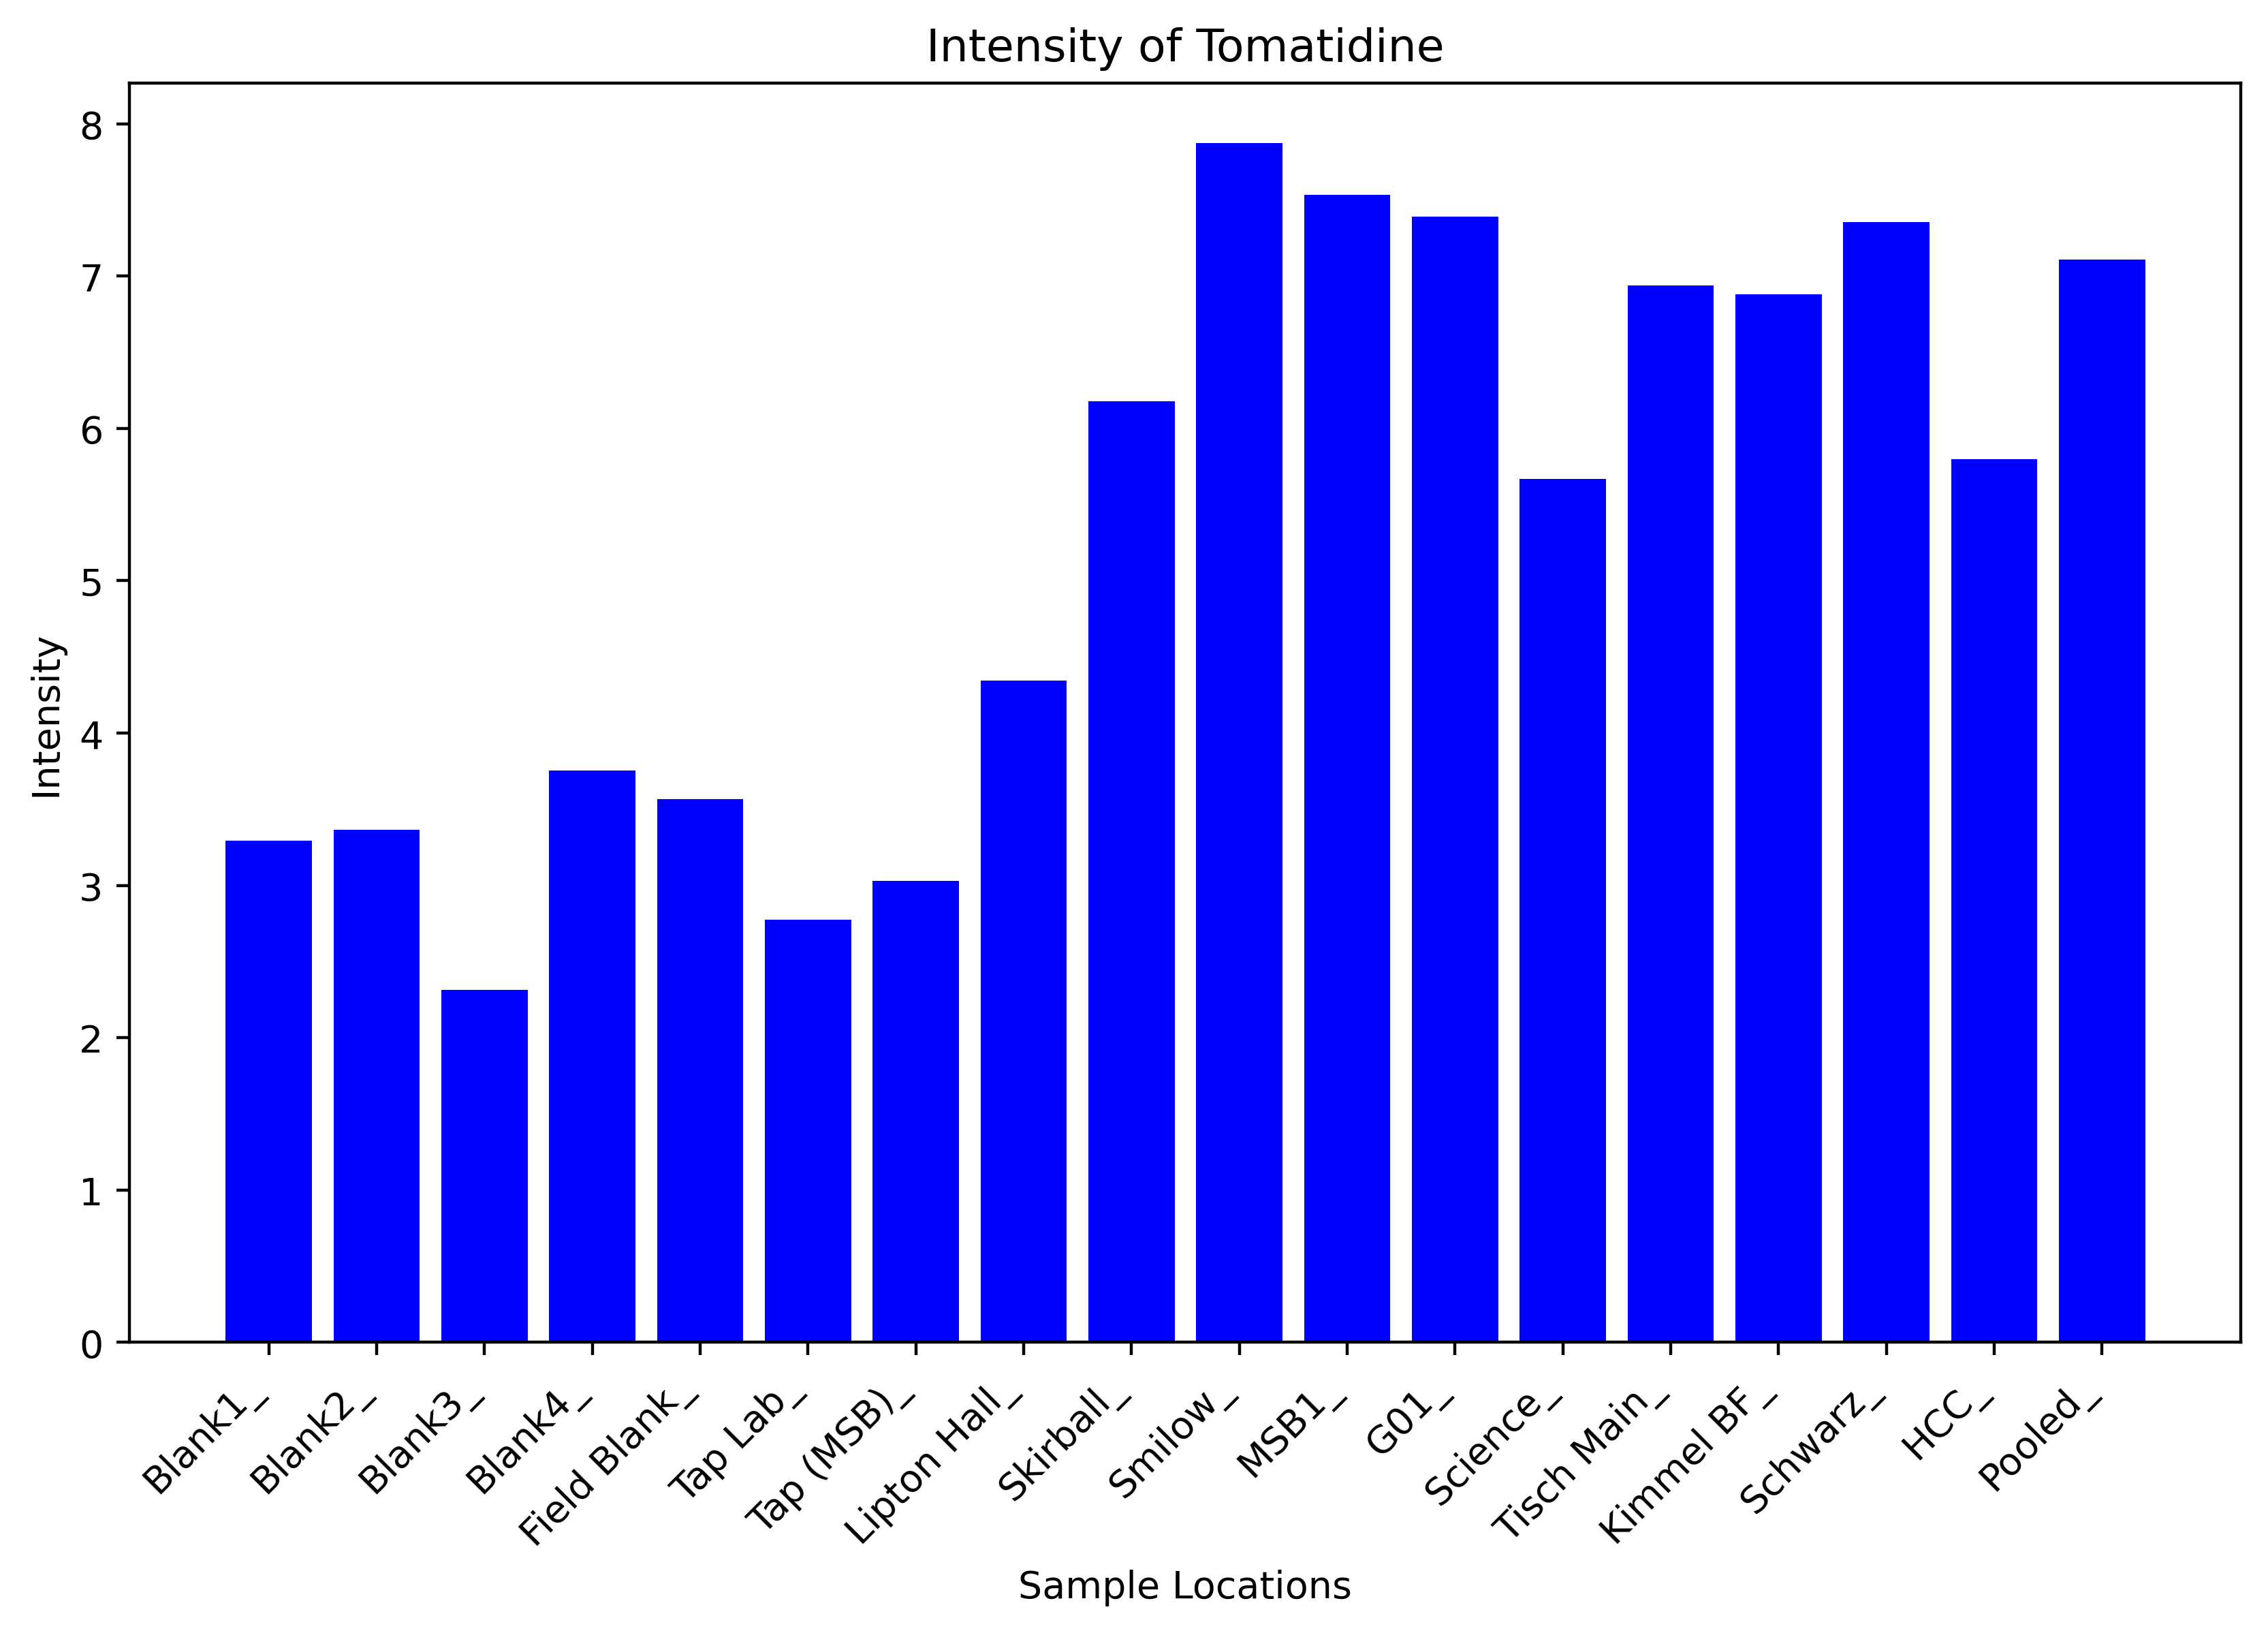 Intensity of Tomatidine
8
7
6
5
4
3
2
1
0
Intensity
Blank1_
Blank2_
Blank3_
Blank4_
Field Blank_
Tap Lab_
Tap (MSB)_
Lipton Hall_
Skirball_
Smilow_
MSB1_
G01_
Science_
Tisch Main_
Kimmel BF_
Schwarz_
HCC_
Pooled_
Sample Locations